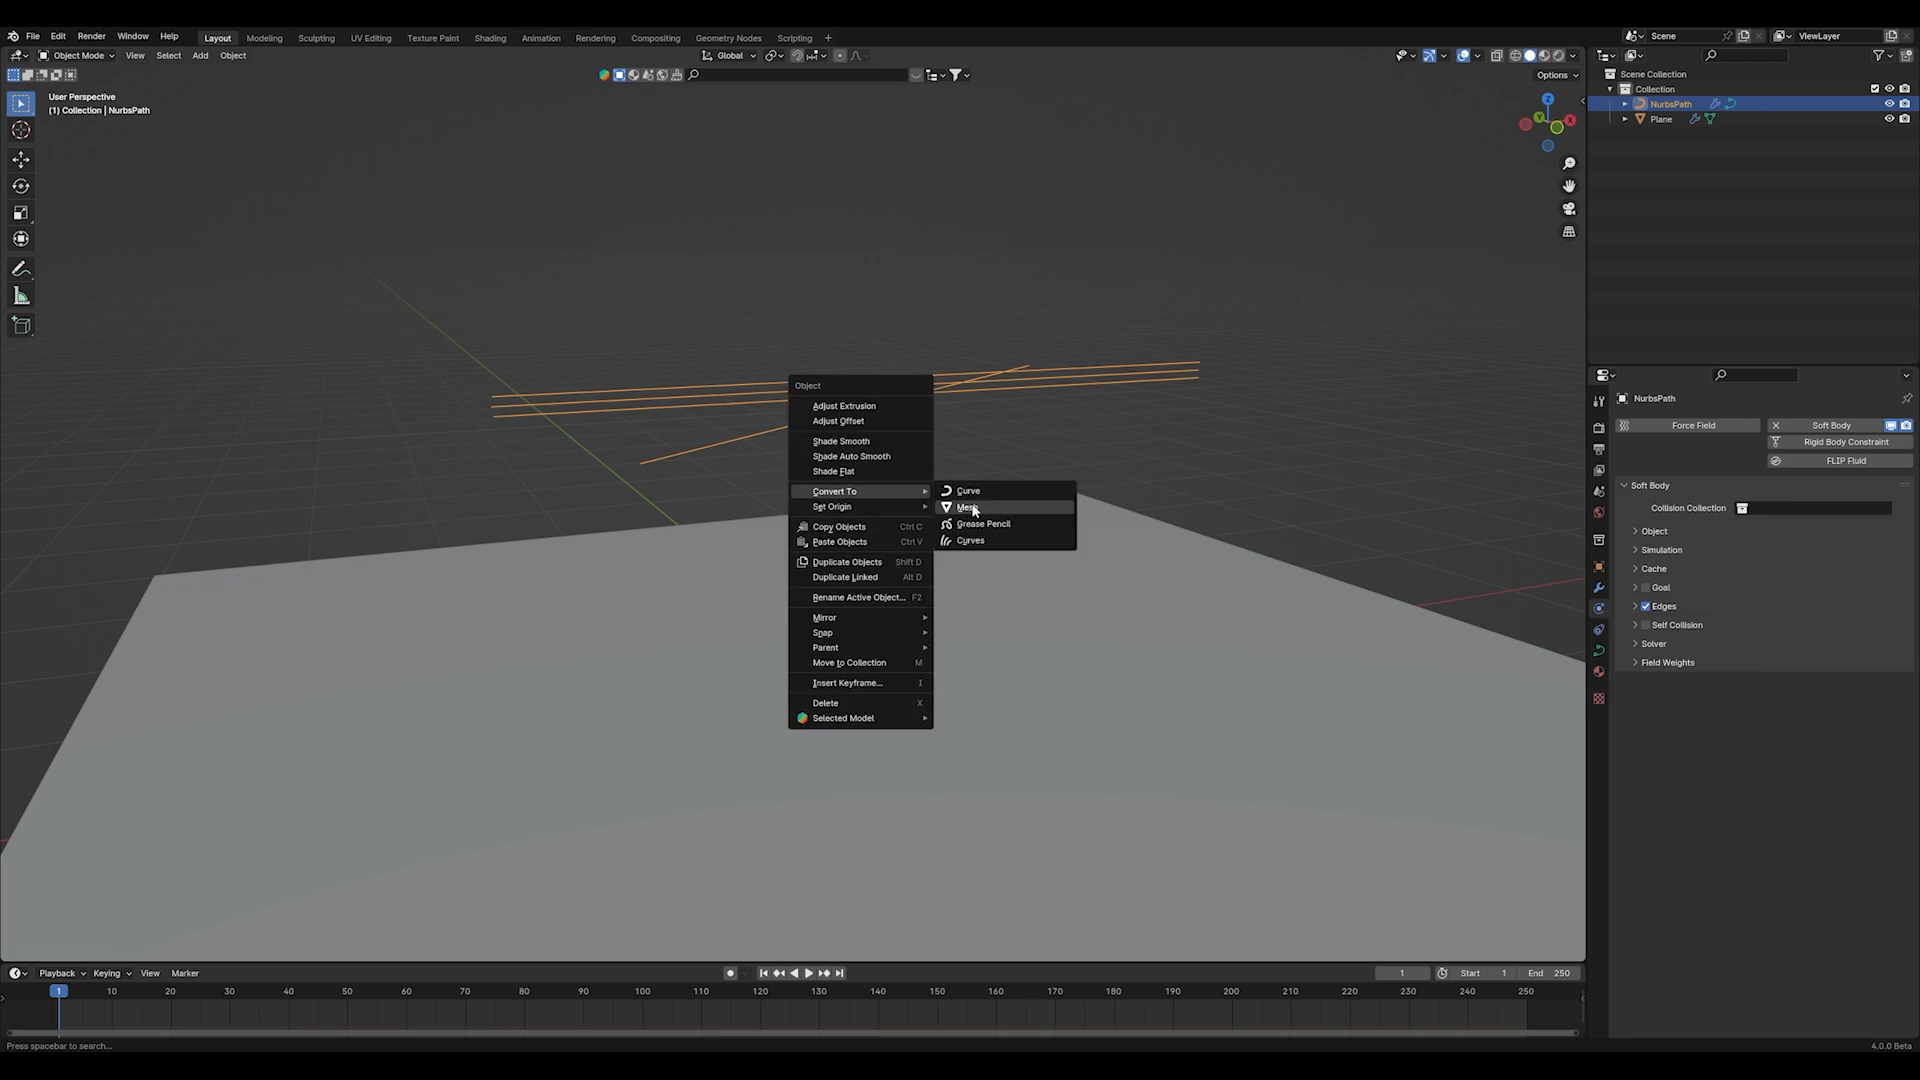 File Edit Render Window Help Layout Modeling Sculpting UV Editing Texture Paint Shading Animation Rendering Compositing Geometry Nodes Scripting + Scene ViewLayer
Object Mode View Select Add Object Global
Options
User Perspective
(1) Collection | NurbsPath
Z
Y
X
Scene Collection
Collection
NurbsPath
Plane
Object
Adjust Extrusion
Adjust Offset
Shade Smooth
Shade Auto Smooth
Shade Flat
Convert To
Set Origin
Copy Objects Ctrl C
Paste Objects Ctrl V
Duplicate Objects Shift D
Duplicate Linked Alt D
Rename Active Object... F2
Mirror
Snap
Parent
Move to Collection M
Insert Keyframe... I
Delete X
Selected Model
Curve
Grease Pencil
Curves
NurbsPath
Force Field Soft Body
Rigid Body Constraint
FLIP Fluid
Soft Body
Collision Collection
Object
Simulation
Cache
Goal
Edges
Self Collision
Solver
Field Weights
Playback Keying View Marker 1 Start 1 End 250
1 10 20 30 40 50 60 70 80 90 100 110 120 130 140 150 160 170 180 190 200 210 220 230 240 250
Press spacebar to search... 4.0.0 Beta